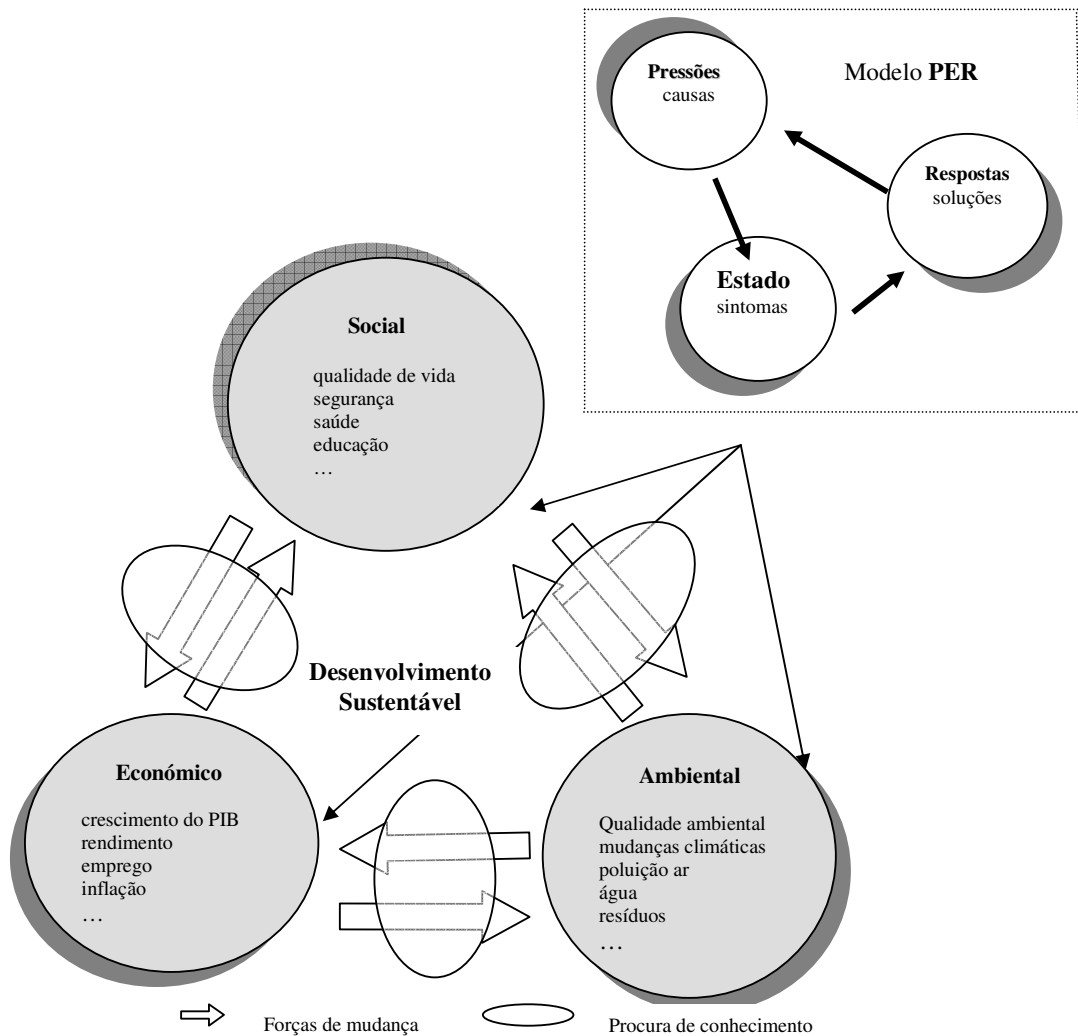 Pressões
causas
Modelo PER
Respostas
soluções
Estado
sintomas
Social
qualidade de vida
segurança
saúde
educação
…
Desenvolvimento
Sustentável
Económico
crescimento do PIB
rendimento
emprego
inflação
…
Ambiental
Qualidade ambiental
mudanças climáticas
poluição ar
água
resíduos
…
Forças de mudança
Procura de conhecimento